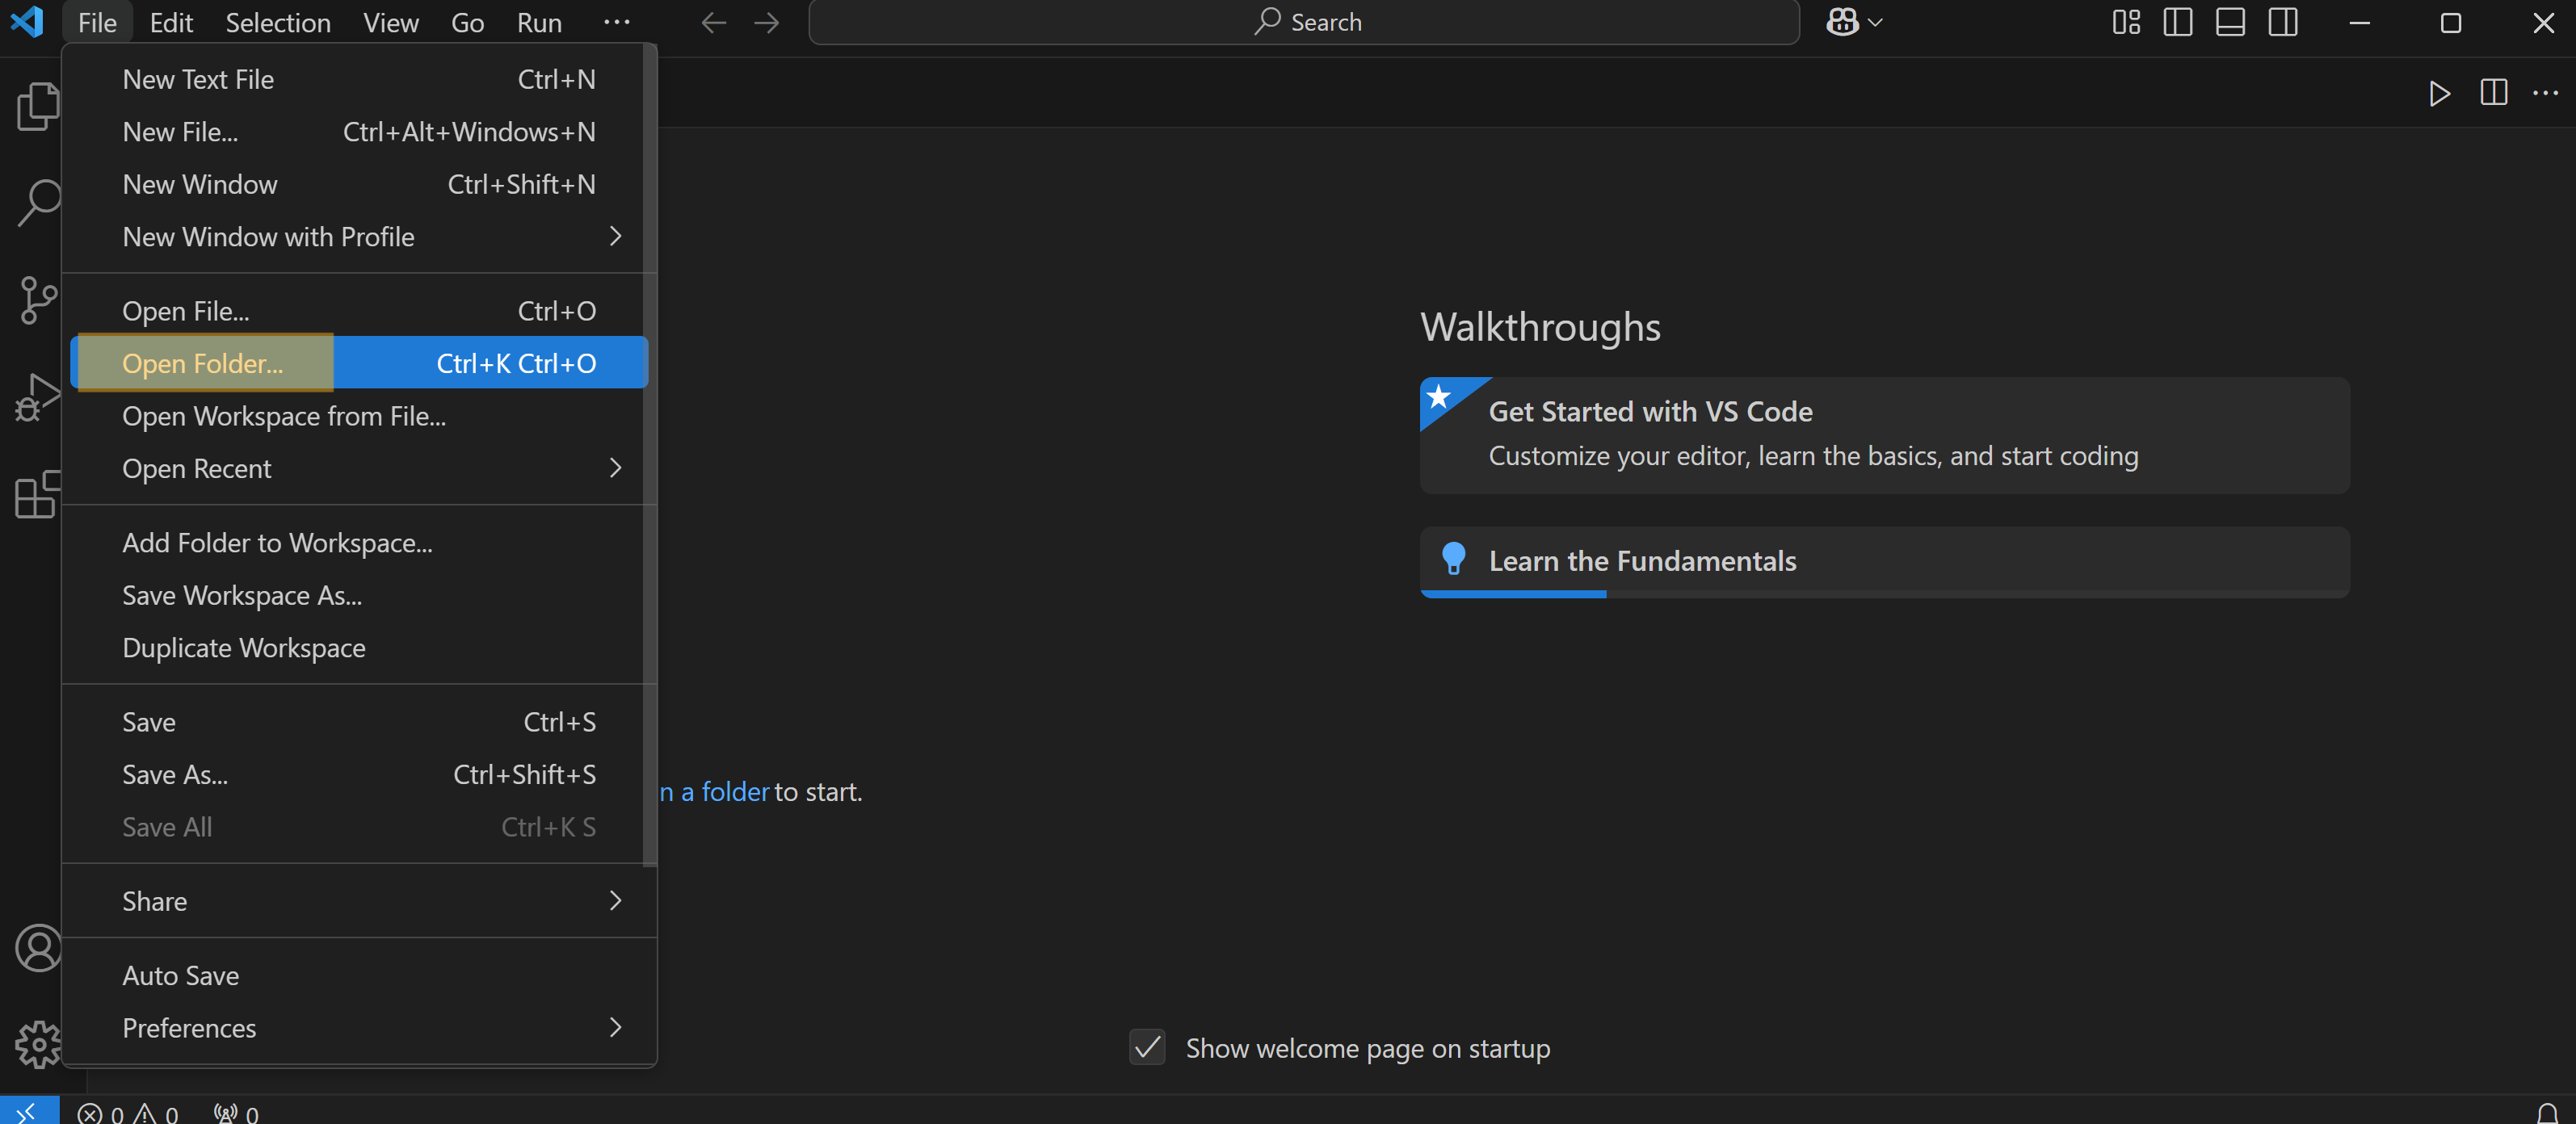 File Edit Selection View Go Run ··· Search
New Text File Ctrl+N
New File... Ctrl+Alt+Windows+N
New Window Ctrl+Shift+N
New Window with Profile
Open File... Ctrl+O
Open Folder... Ctrl+K Ctrl+O
Open Workspace from File...
Open Recent
Add Folder to Workspace...
Save Workspace As...
Duplicate Workspace
Save Ctrl+S
Save As... Ctrl+Shift+S
Save All Ctrl+K S
Share
Auto Save
Preferences
Walkthroughs
Get Started with VS Code
Customize your editor, learn the basics, and start coding
Learn the Fundamentals
n a folder to start.
Show welcome page on startup
0 0 0